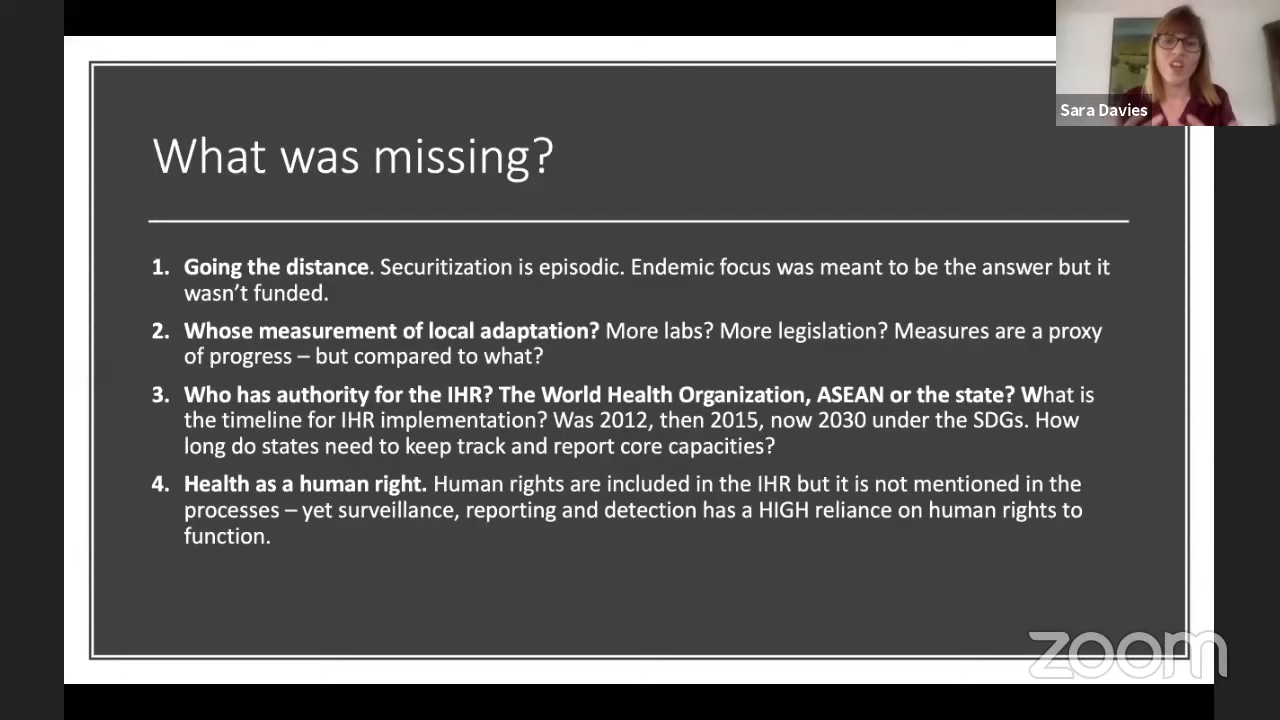 Sara Davies
What was missing?
1. Going the distance. Securitization is episodic. Endemic focus was meant to be the answer but it
wasn't funded.
2. Whose measurement of local adaptation? More labs? More legislation? Measures are a proxy
of progress – but compared to what?
3. Who has authority for the IHR? The World Health Organization, ASEAN or the state? What is
the timeline for IHR implementation? Was 2012, then 2015, now 2030 under the SDGs. How
long do states need to keep track and report core capacities?
4. Health as a human right. Human rights are included in the IHR but it is not mentioned in the
processes – yet surveillance, reporting and detection has a HIGH reliance on human rights to
function.
zoom